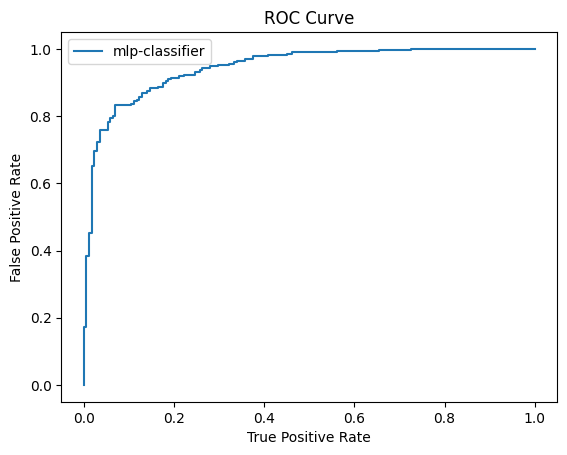 ROC Curve
mlp-classifier
1.0
0.8
0.6
0.4
0.2
0.0
False Positive Rate
0.0 0.2 0.4 0.6 0.8 1.0
True Positive Rate